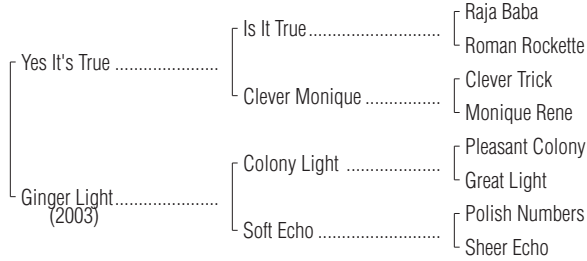 Raja Baba
Is It True
Roman Rockette
Yes It's True
Clever Trick
Clever Monique
Monique Rene
Pleasant Colony
Colony Light
Great Light
Ginger Light
(2003)
Polish Numbers
Soft Echo
Sheer Echo